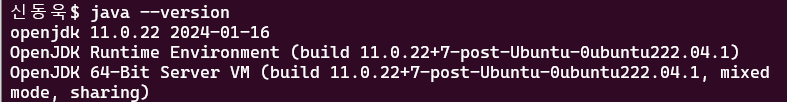 신동욱$ java --version
openjdk 11.0.22 2024-01-16
OpenJDK Runtime Environment (build 11.0.22+7-post-Ubuntu-0ubuntu222.04.1)
OpenJDK 64-Bit Server VM (build 11.0.22+7-post-Ubuntu-0ubuntu222.04.1, mixed
mode, sharing)